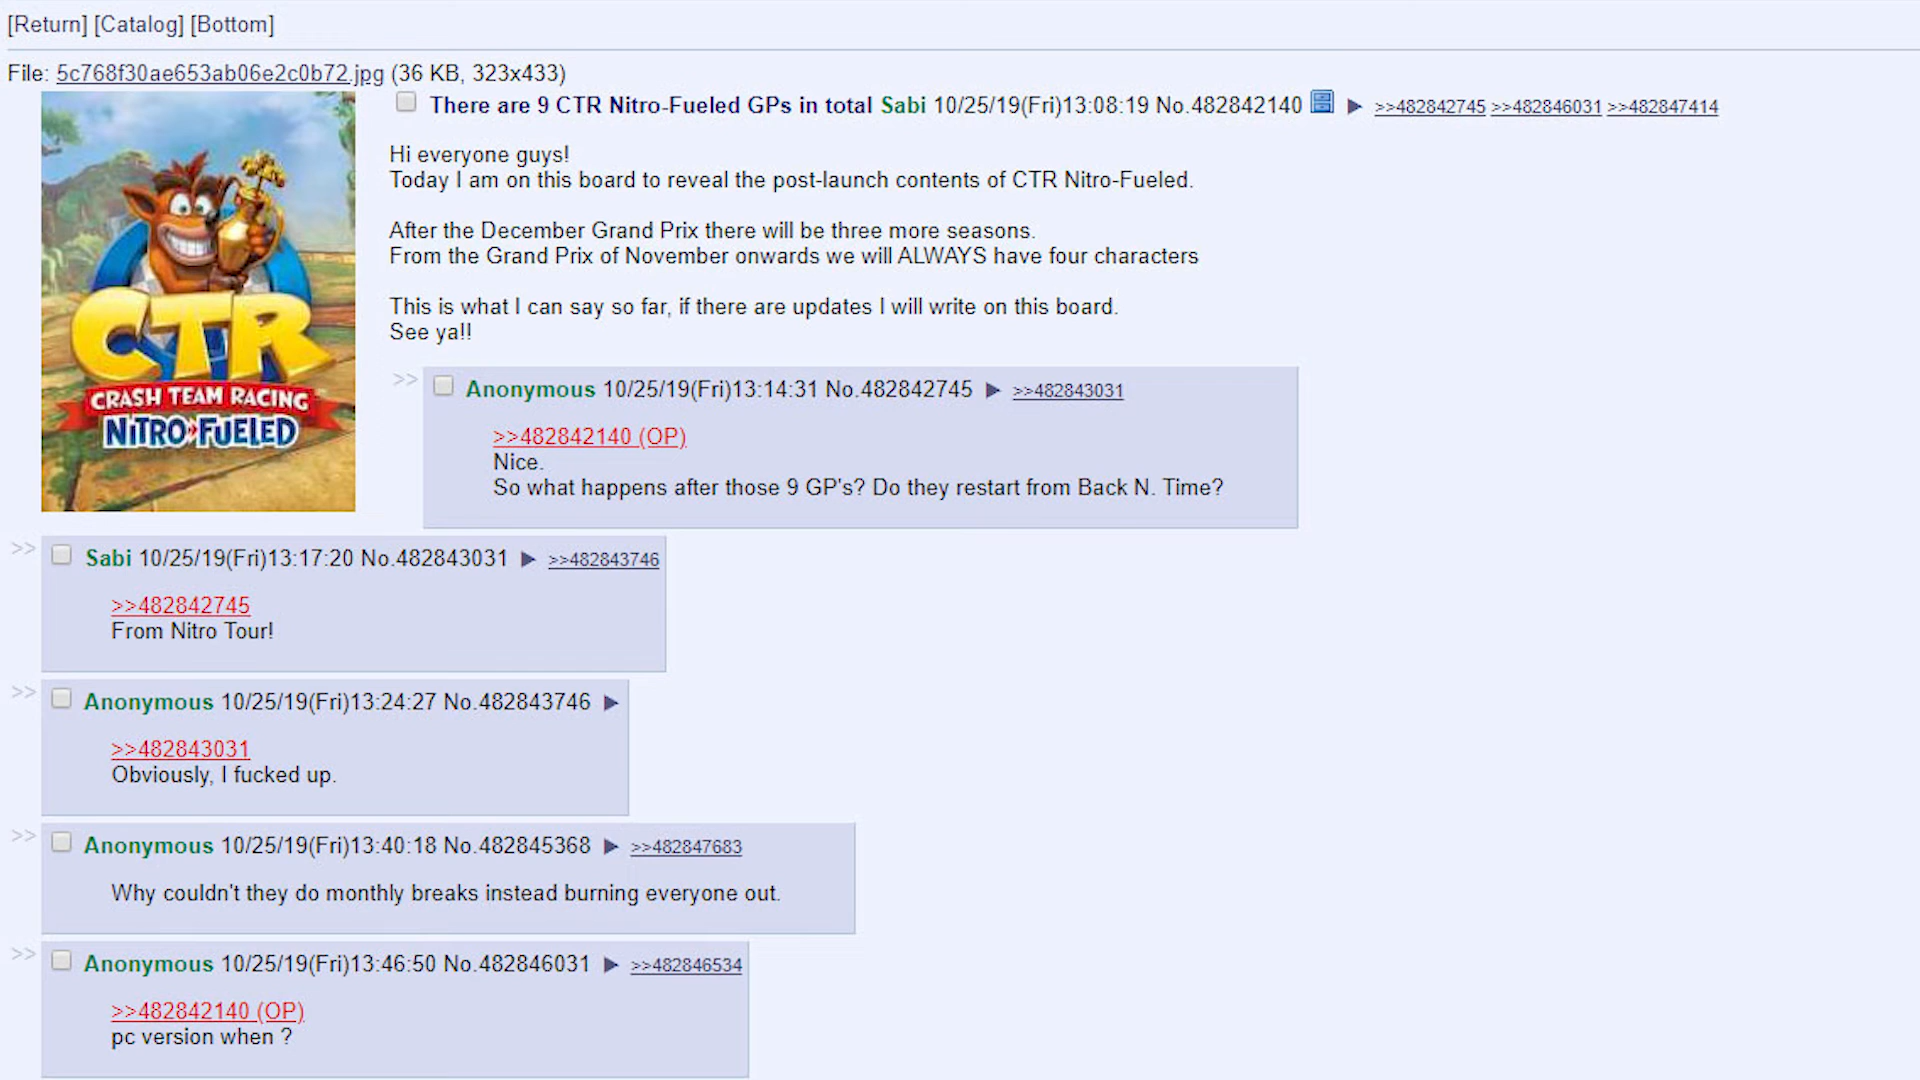 [Return] [Catalog] [Bottom]
File: 5c768f30ae653ab06e2c0b72.jpg (36 KB, 323x433)
There are 9 CTR Nitro-Fueled GPs in total Sabi 10/25/19(Fri)13:08:19 No.482842140 ▶ >>482842745 >>482846031 >>482847414
CTR
CRASH TEAM RACING
NITRO FUELED
Hi everyone guys!
Today I am on this board to reveal the post-launch contents of CTR Nitro-Fueled.
After the December Grand Prix there will be three more seasons.
From the Grand Prix of November onwards we will ALWAYS have four characters
This is what I can say so far, if there are updates I will write on this board.
See ya!!
>> Anonymous 10/25/19(Fri)13:14:31 No.482842745 ▶ >>482843031
>>482842140 (OP)
Nice.
So what happens after those 9 GP's? Do they restart from Back N. Time?
>> Sabi 10/25/19(Fri)13:17:20 No.482843031 ▶ >>482843746
>>482842745
From Nitro Tour!
>> Anonymous 10/25/19(Fri)13:24:27 No.482843746 ▶
>>482843031
Obviously, I fucked up.
>> Anonymous 10/25/19(Fri)13:40:18 No.482845368 ▶ >>482847683
Why couldn't they do monthly breaks instead burning everyone out.
>> Anonymous 10/25/19(Fri)13:46:50 No.482846031 ▶ >>482846534
>>482842140 (OP)
pc version when ?